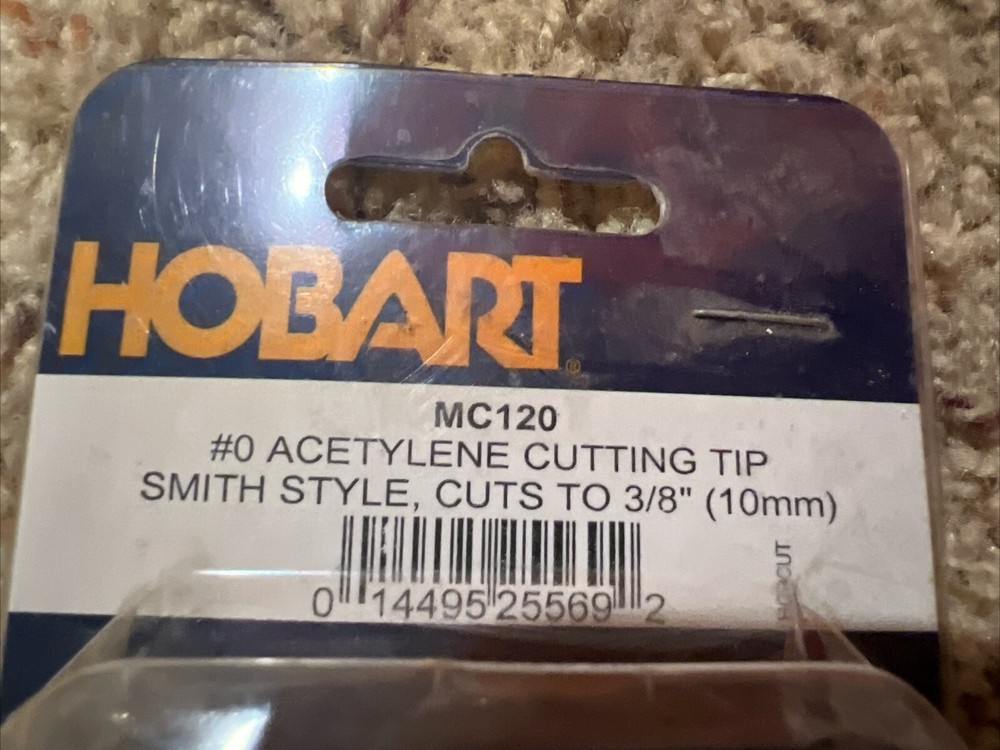 HOBART®
MC120
#0 ACETYLENE CUTTING TIP
SMITH STYLE, CUTS TO 3/8" (10mm)
0 14495 25569 2